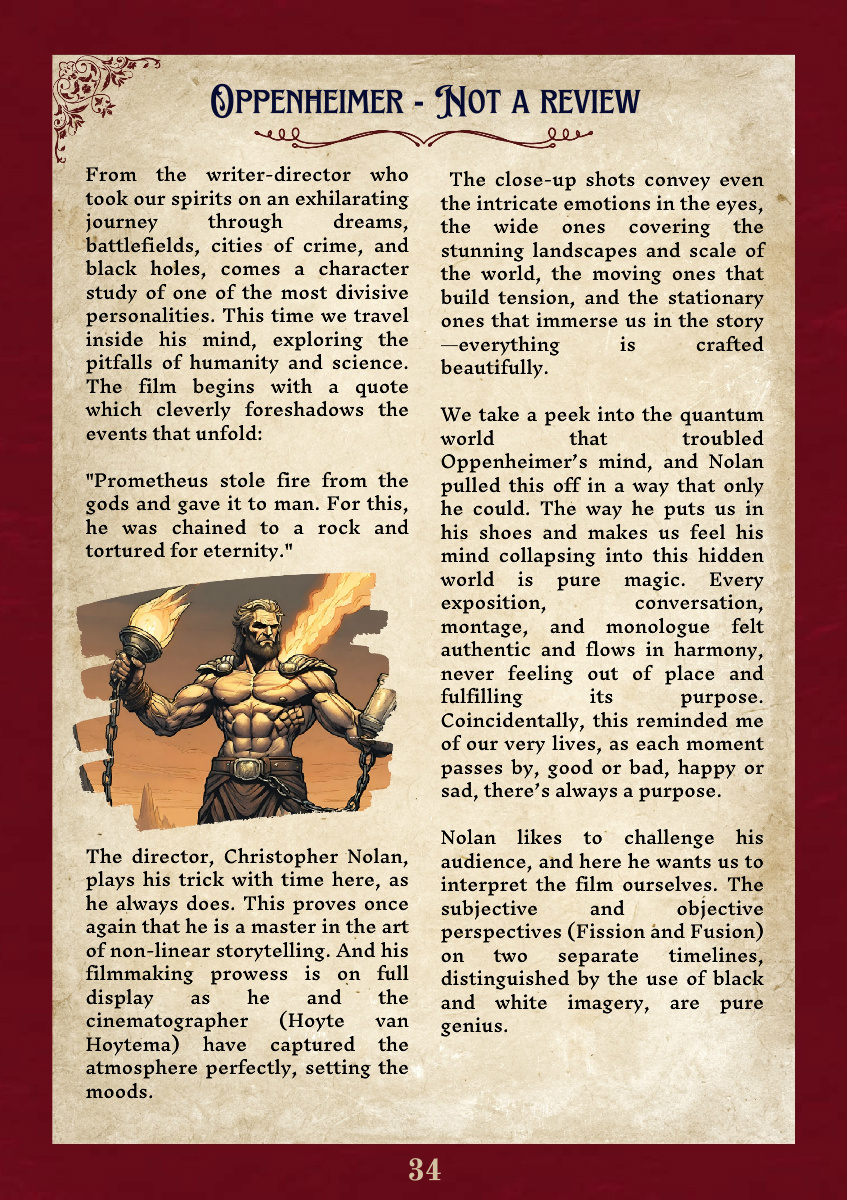 Oppenheimer - Not a review
From the writer-director who
took our spirits on an exhilarating
journey through dreams,
battlefields, cities of crime, and
black holes, comes a character
study of one of the most divisive
personalities. This time we travel
inside his mind, exploring the
pitfalls of humanity and science.
The film begins with a quote
which cleverly foreshadows the
events that unfold:
"Prometheus stole fire from the
gods and gave it to man. For this,
he was chained to a rock and
tortured for eternity."
The director, Christopher Nolan,
plays his trick with time here, as
he always does. This proves once
again that he is a master in the art
of non-linear storytelling. And his
filmmaking prowess is on full
display as he and the
cinematographer (Hoyte van
Hoytema) have captured the
atmosphere perfectly, setting the
moods.
The close-up shots convey even
the intricate emotions in the eyes,
the wide ones covering the
stunning landscapes and scale of
the world, the moving ones that
build tension, and the stationary
ones that immerse us in the story
—everything is crafted
beautifully.
We take a peek into the quantum
world that troubled
Oppenheimer's mind, and Nolan
pulled this off in a way that only
he could. The way he puts us in
his shoes and makes us feel his
mind collapsing into this hidden
world is pure magic. Every
exposition, conversation,
montage, and monologue felt
authentic and flows in harmony,
never feeling out of place and
fulfilling its purpose.
Coincidentally, this reminded me
of our very lives, as each moment
passes by, good or bad, happy or
sad, there's always a purpose.
Nolan likes to challenge his
audience, and here he wants us to
interpret the film ourselves. The
subjective and objective
perspectives (Fission and Fusion)
on two separate timelines,
distinguished by the use of black
and white imagery, are pure
genius.
34